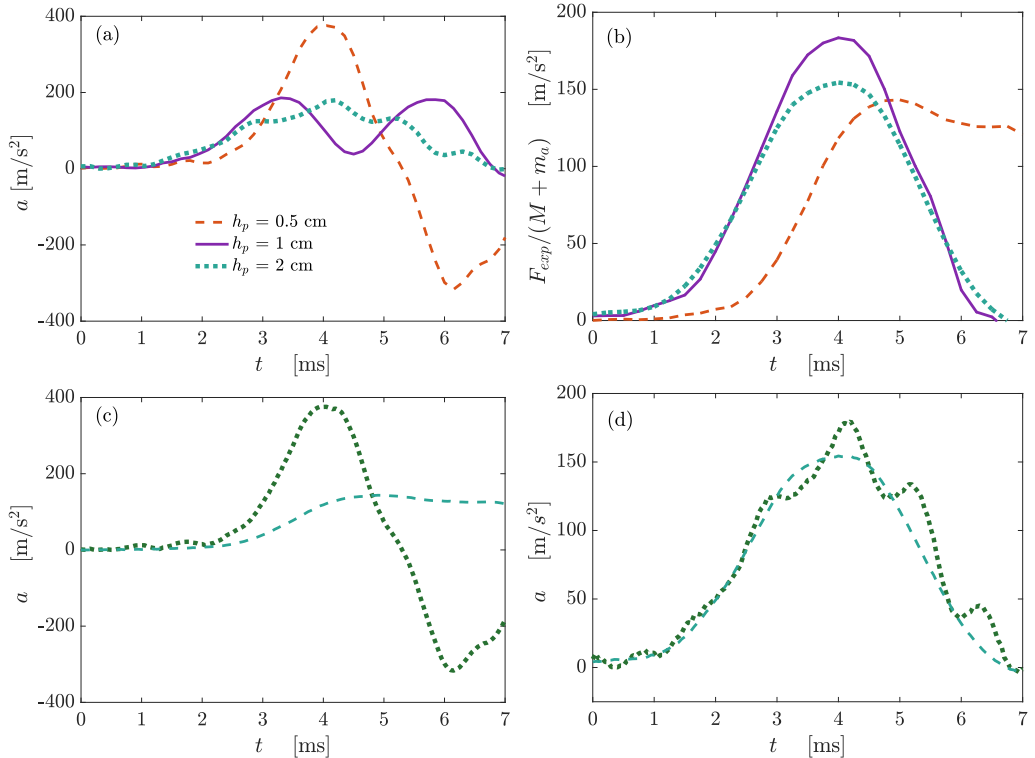 (a)
400
200
0
-200
-400
a [m/s²]
h_p = 0.5 cm
h_p = 1 cm
h_p = 2 cm
0 1 2 3 4 5 6 7
t [ms]
(b)
200
150
100
50
0
F_exp/(M + m_a) [m/s²]
0 1 2 3 4 5 6 7
t [ms]
(c)
400
200
0
-200
-400
a [m/s²]
0 1 2 3 4 5 6 7
t [ms]
(d)
200
150
100
50
0
a [m/s²]
0 1 2 3 4 5 6 7
t [ms]